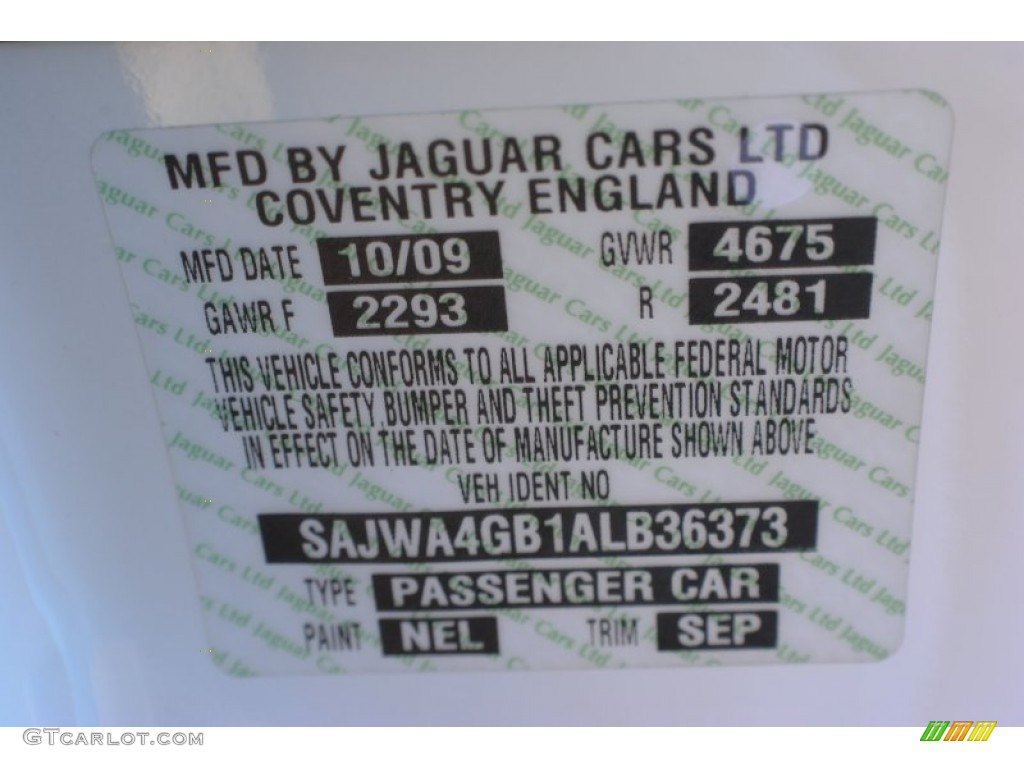 MFD BY JAGUAR CARS LTD
COVENTRY ENGLAND
MFD DATE 10/09 GVWR 4675
GAWR F 2293 R 2481
THIS VEHICLE CONFORMS TO ALL APPLICABLE FEDERAL MOTOR
VEHICLE SAFETY, BUMPER AND THEFT PREVENTION STANDARDS
IN EFFECT ON THE DATE OF MANUFACTURE SHOWN ABOVE
VEH IDENT NO
SAJWA4GB1ALB36373
TYPE PASSENGER CAR
PAINT NEL TRIM SEP
GTCARLOT.COM